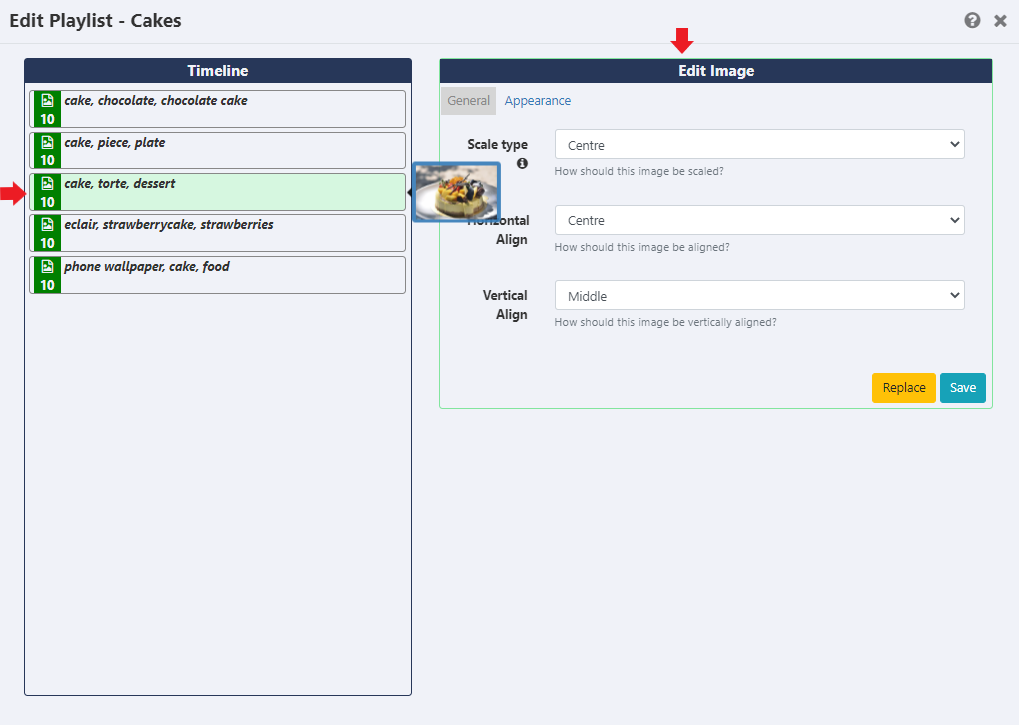 Edit Playlist - Cakes
Timeline
cake, chocolate, chocolate cake
10
cake, piece, plate
10
cake, torte, dessert
10
eclair, strawberrycake, strawberries
10
phone wallpaper, cake, food
10
Edit Image
General Appearance
Scale type
Centre
How should this image be scaled?
Horizontal
Align
Centre
How should this image be aligned?
Vertical
Align
Middle
How should this image be vertically aligned?
Replace Save